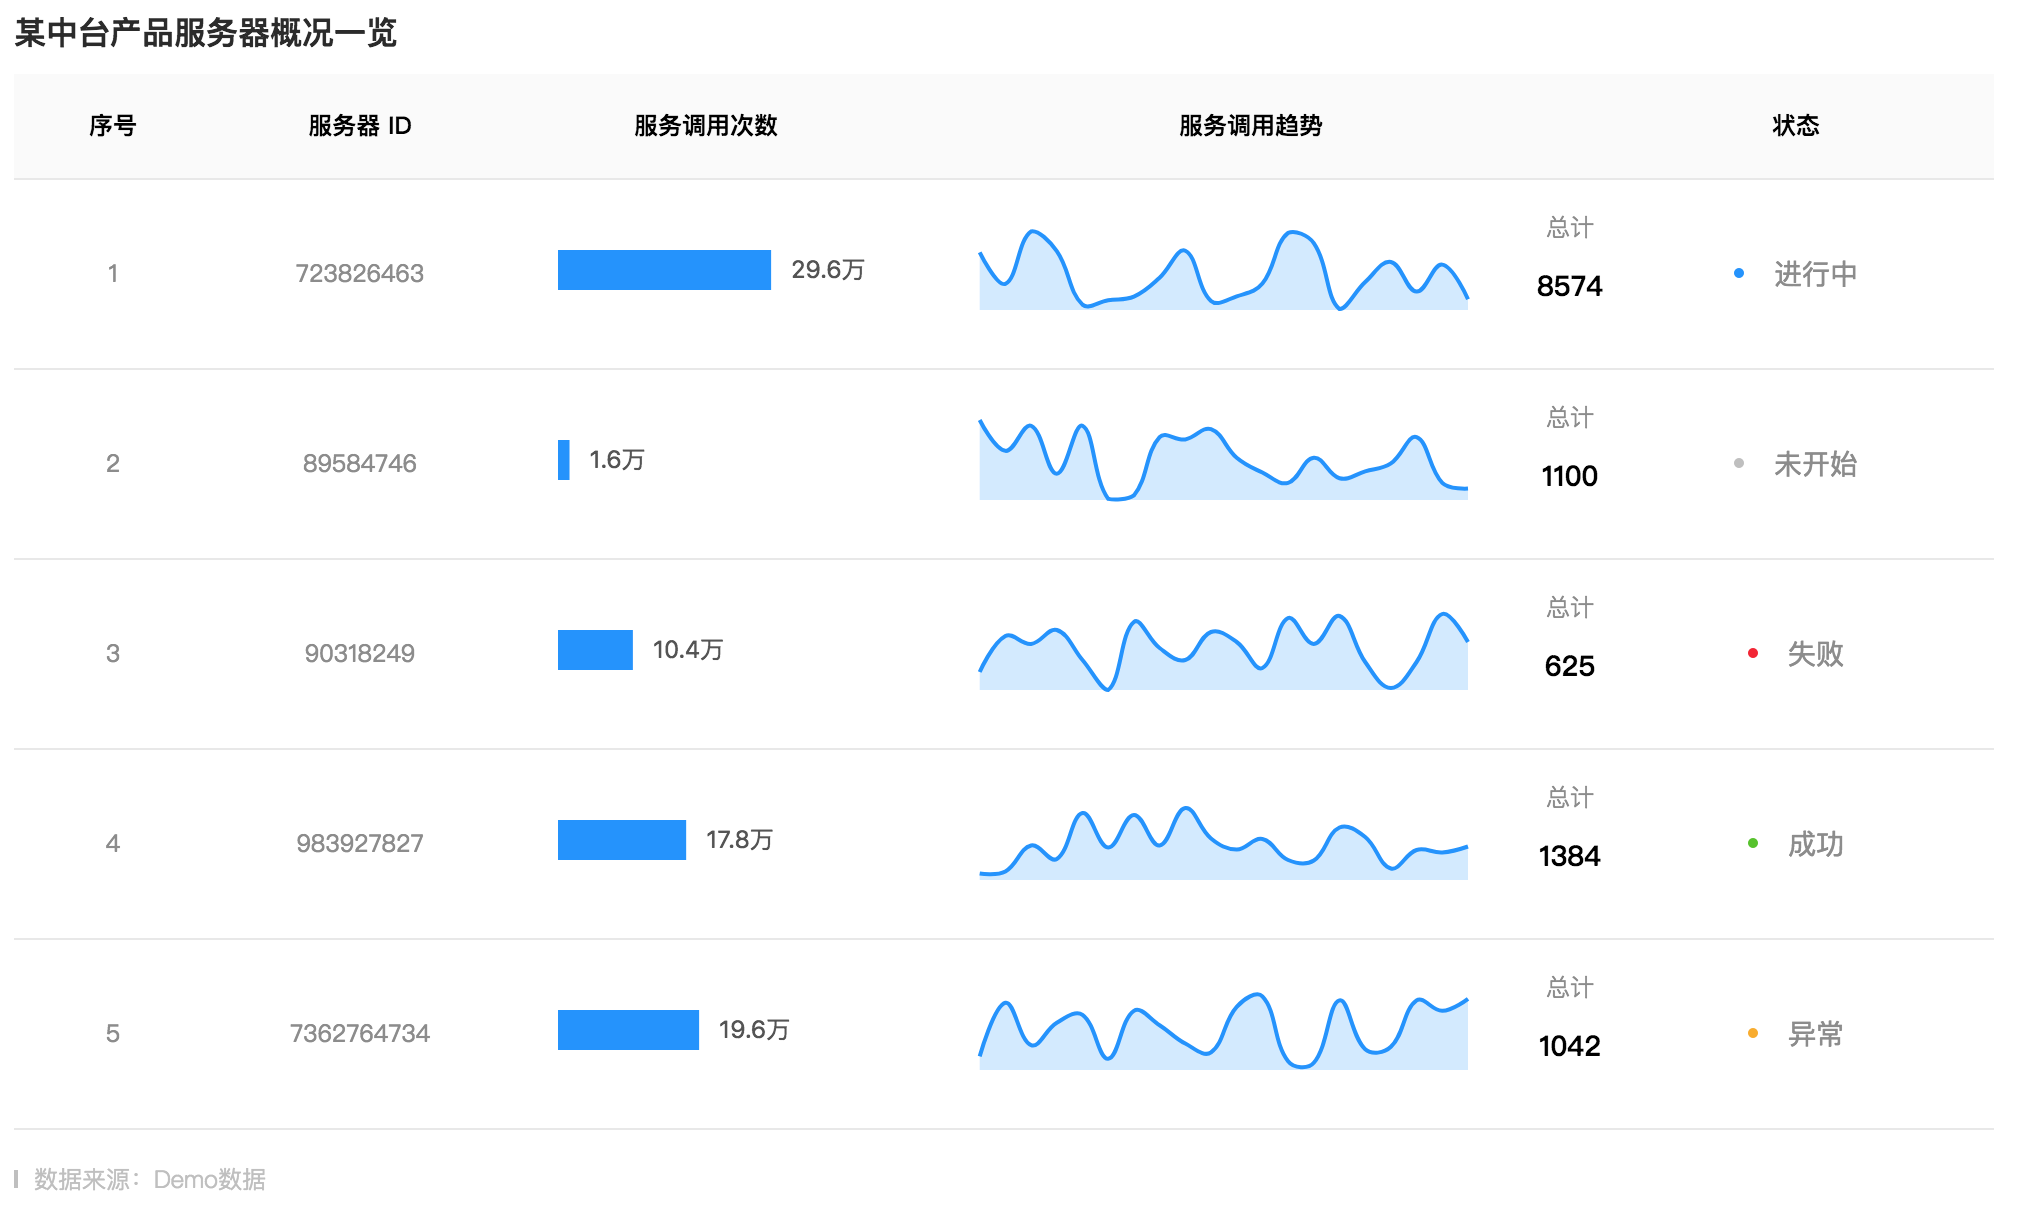 某中台产品服务器概况一览
序号 服务器 ID 服务调用次数 服务调用趋势 状态
1 723826463 29.6万 总计 8574 进行中
2 89584746 1.6万 总计 1100 未开始
3 90318249 10.4万 总计 625 失败
4 983927827 17.8万 总计 1384 成功
5 7362764734 19.6万 总计 1042 异常
数据来源：Demo数据